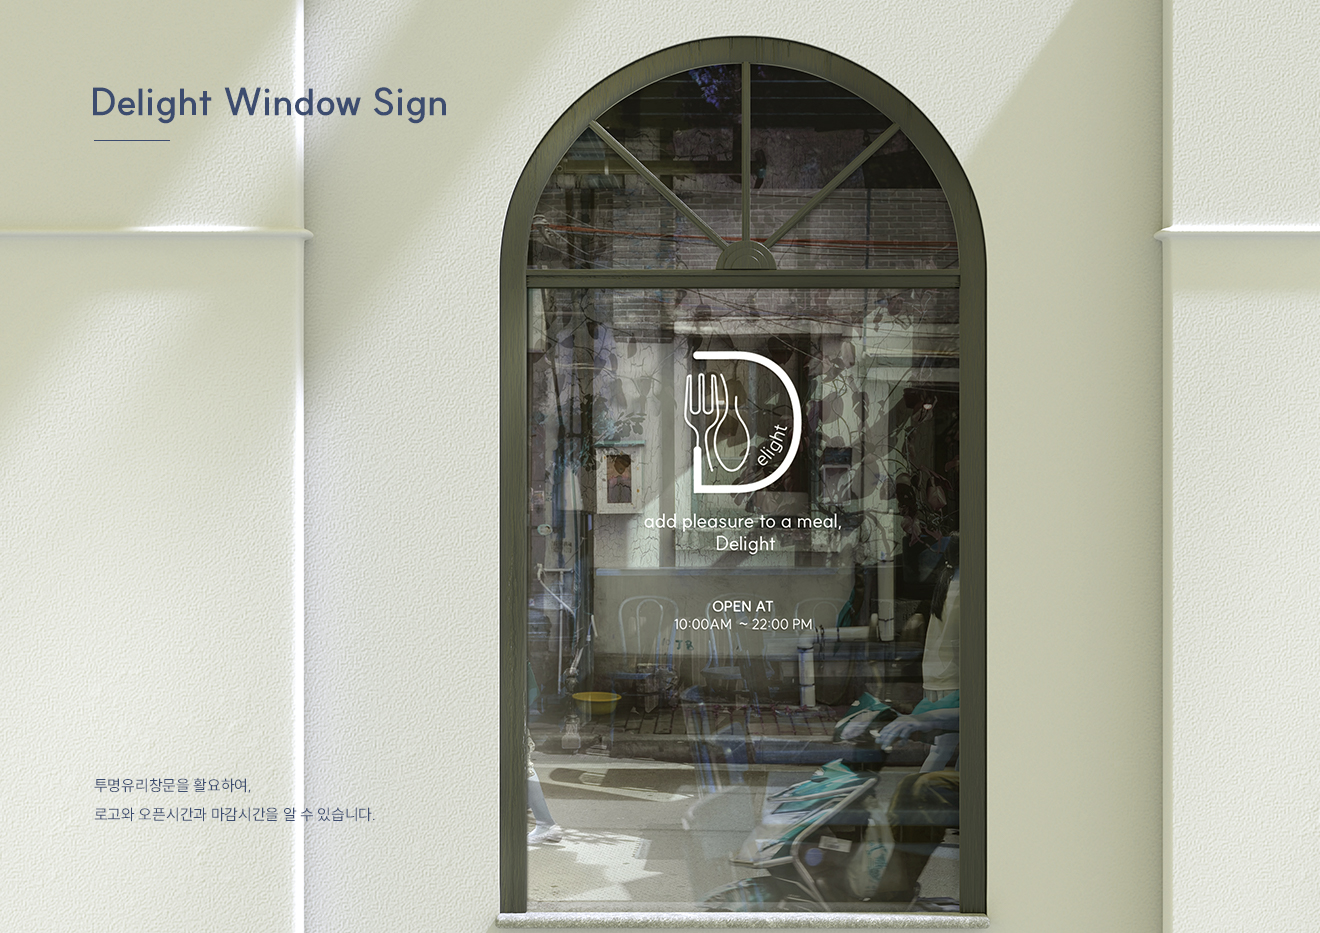 Delight Window Sign
Delight
add pleasure to a meal,
Delight
OPEN AT
10:00AM ~ 22:00 PM
투명유리창문을 활요하여,
로고와 오픈시간과 마감시간을 알 수 있습니다.